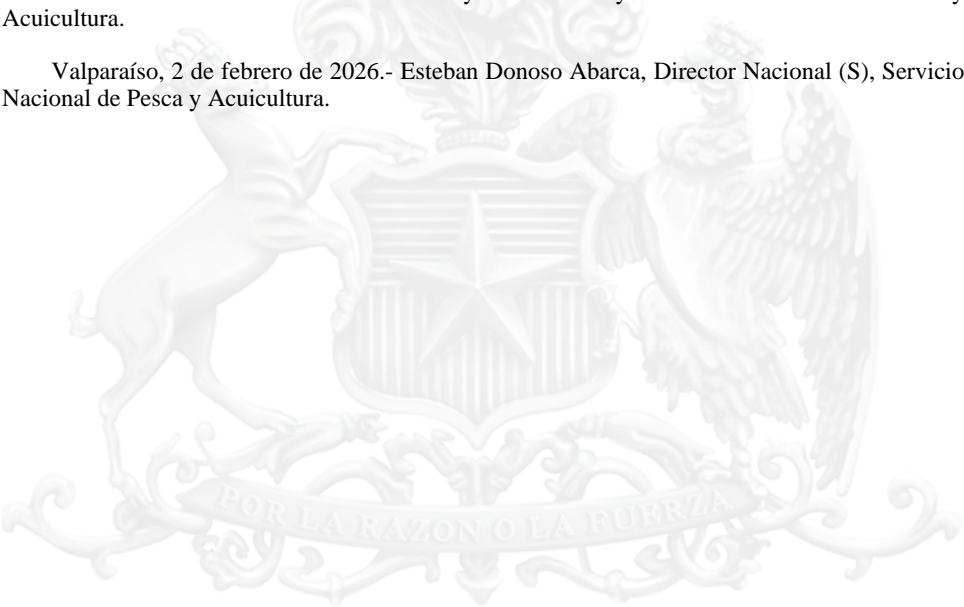 Acuicultura.
Valparaíso, 2 de febrero de 2026.- Esteban Donoso Abarca, Director Nacional (S), Servicio
Nacional de Pesca y Acuicultura.
POR LA RAZON O LA FUERZA